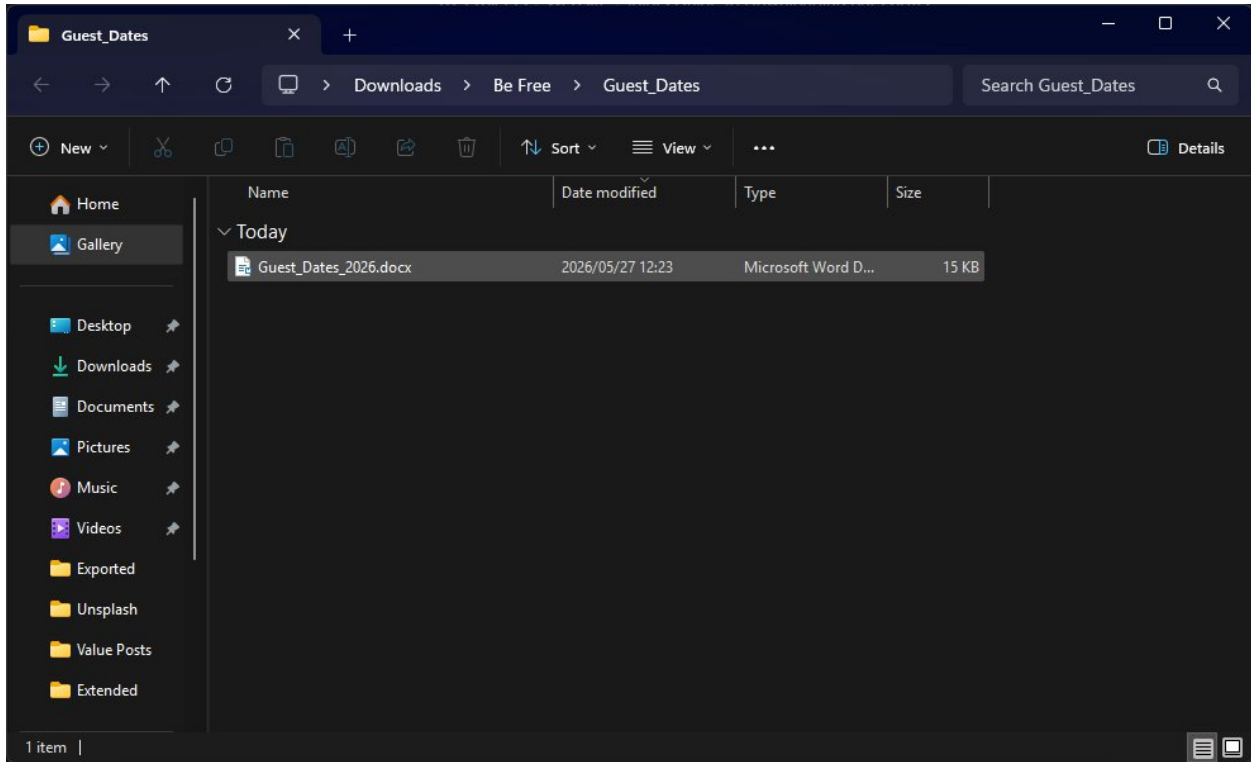 Guest_Dates
Downloads > Be Free > Guest_Dates
Search Guest_Dates
New
Sort
View
Details
Home
Gallery
Desktop
Downloads
Documents
Pictures
Music
Videos
Exported
Unsplash
Value Posts
Extended
Name Date modified Type Size
Today
Guest_Dates_2026.docx 2026/05/27 12:23 Microsoft Word D... 15 KB
1 item